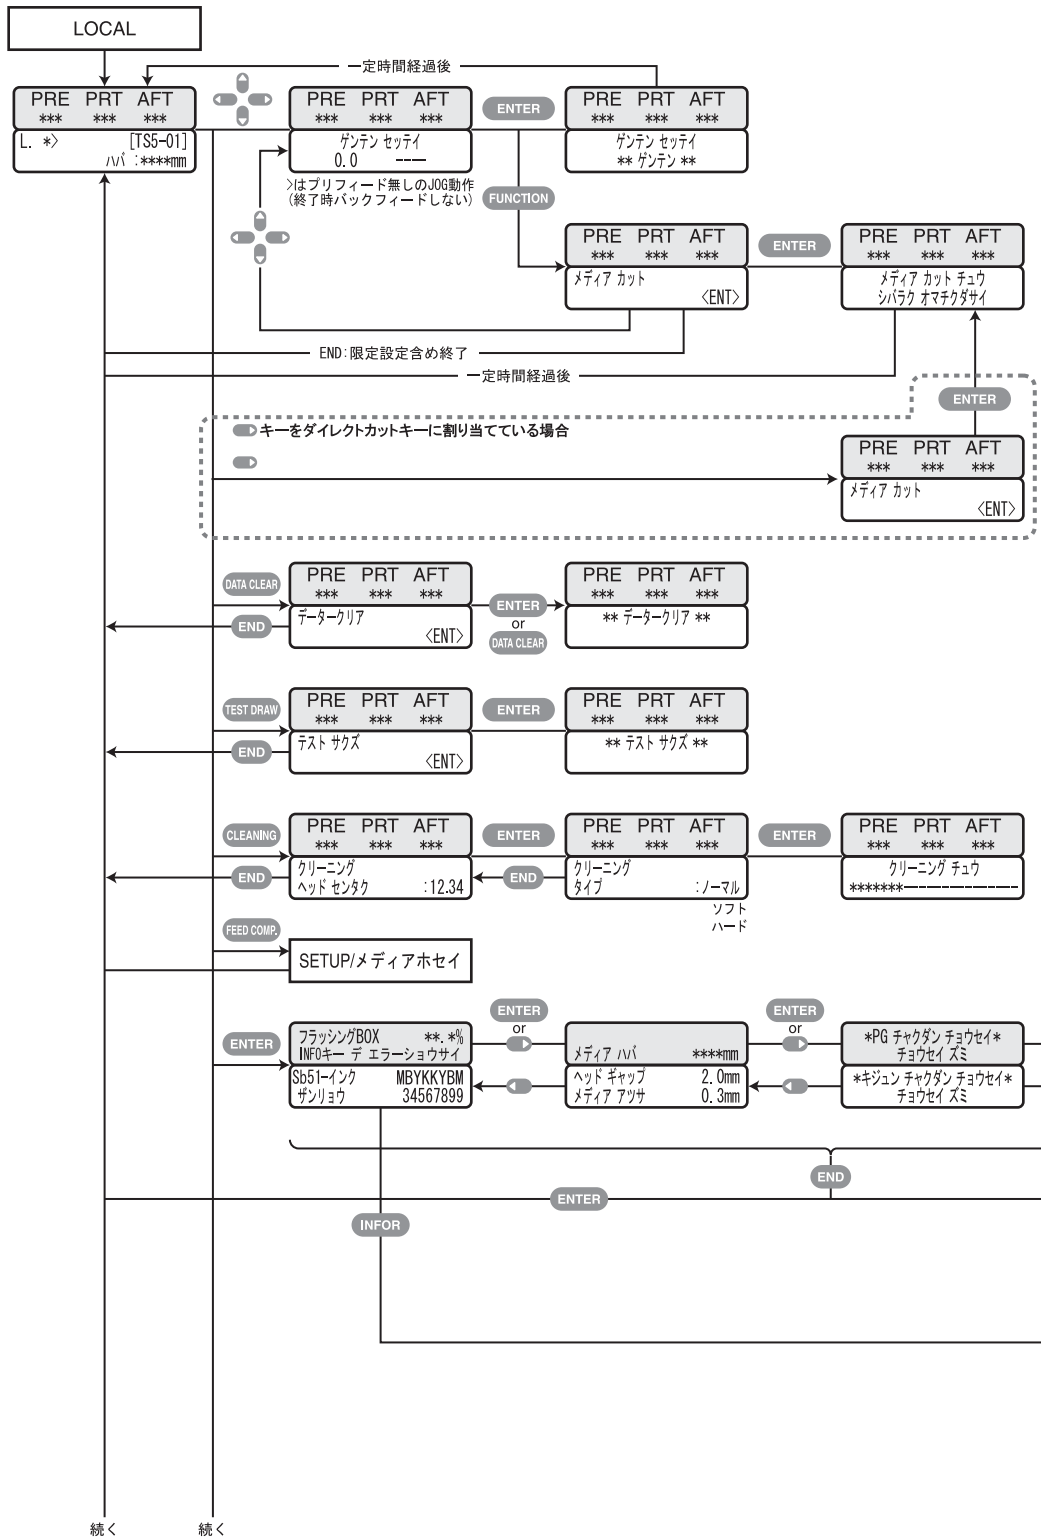 LOCAL
一定時間経過後
PRE PRT AFT
*** *** ***
L. *> [TS5-01]
ハバ :****mm
PRE PRT AFT
*** *** ***
ゲンテン セッテイ
0.0 ----
>はプリフィード無しのJOG動作
(終了時バックフィードしない)
ENTER
PRE PRT AFT
*** *** ***
ゲンテン セッテイ
** ゲンテン **
FUNCTION
PRE PRT AFT
*** *** ***
メディア カット
<ENT>
ENTER
PRE PRT AFT
*** *** ***
メディア カット チュウ
シバラク オマチクダサイ
END:限定設定含め終了
一定時間経過後
ENTER
キーをダイレクトカットキーに割り当てている場合
PRE PRT AFT
*** *** ***
メディア カット
<ENT>
DATA CLEAR
END
PRE PRT AFT
*** *** ***
データークリア
<ENT>
ENTER
or
DATA CLEAR
PRE PRT AFT
*** *** ***
** データークリア **
TEST DRAW
END
PRE PRT AFT
*** *** ***
テスト サクズ
<ENT>
ENTER
PRE PRT AFT
*** *** ***
** テスト サクズ **
CLEANING
END
PRE PRT AFT
*** *** ***
クリーニング
ヘッド センタク :12.34
ENTER
END
PRE PRT AFT
*** *** ***
クリーニング
タイプ :ノーマル
ソフト
ハード
ENTER
PRE PRT AFT
*** *** ***
クリーニング チュウ
*******-------------
FEED COMP.
SETUP/メディアホセイ
ENTER
フラッシングBOX **.*%
INFOキー デ エラーショウサイ
Sb51-インク MBYKKYBM
ザンリョウ 34567899
ENTER
or
メディア ハバ ****mm
ヘッド ギャップ 2.0mm
メディア アツサ 0.3mm
ENTER
or
*PG チャクダン チョウセイ*
チョウセイ ズミ
*キジュン チャクダン チョウセイ*
チョウセイ ズミ
END
ENTER
INFOR
続く 続く